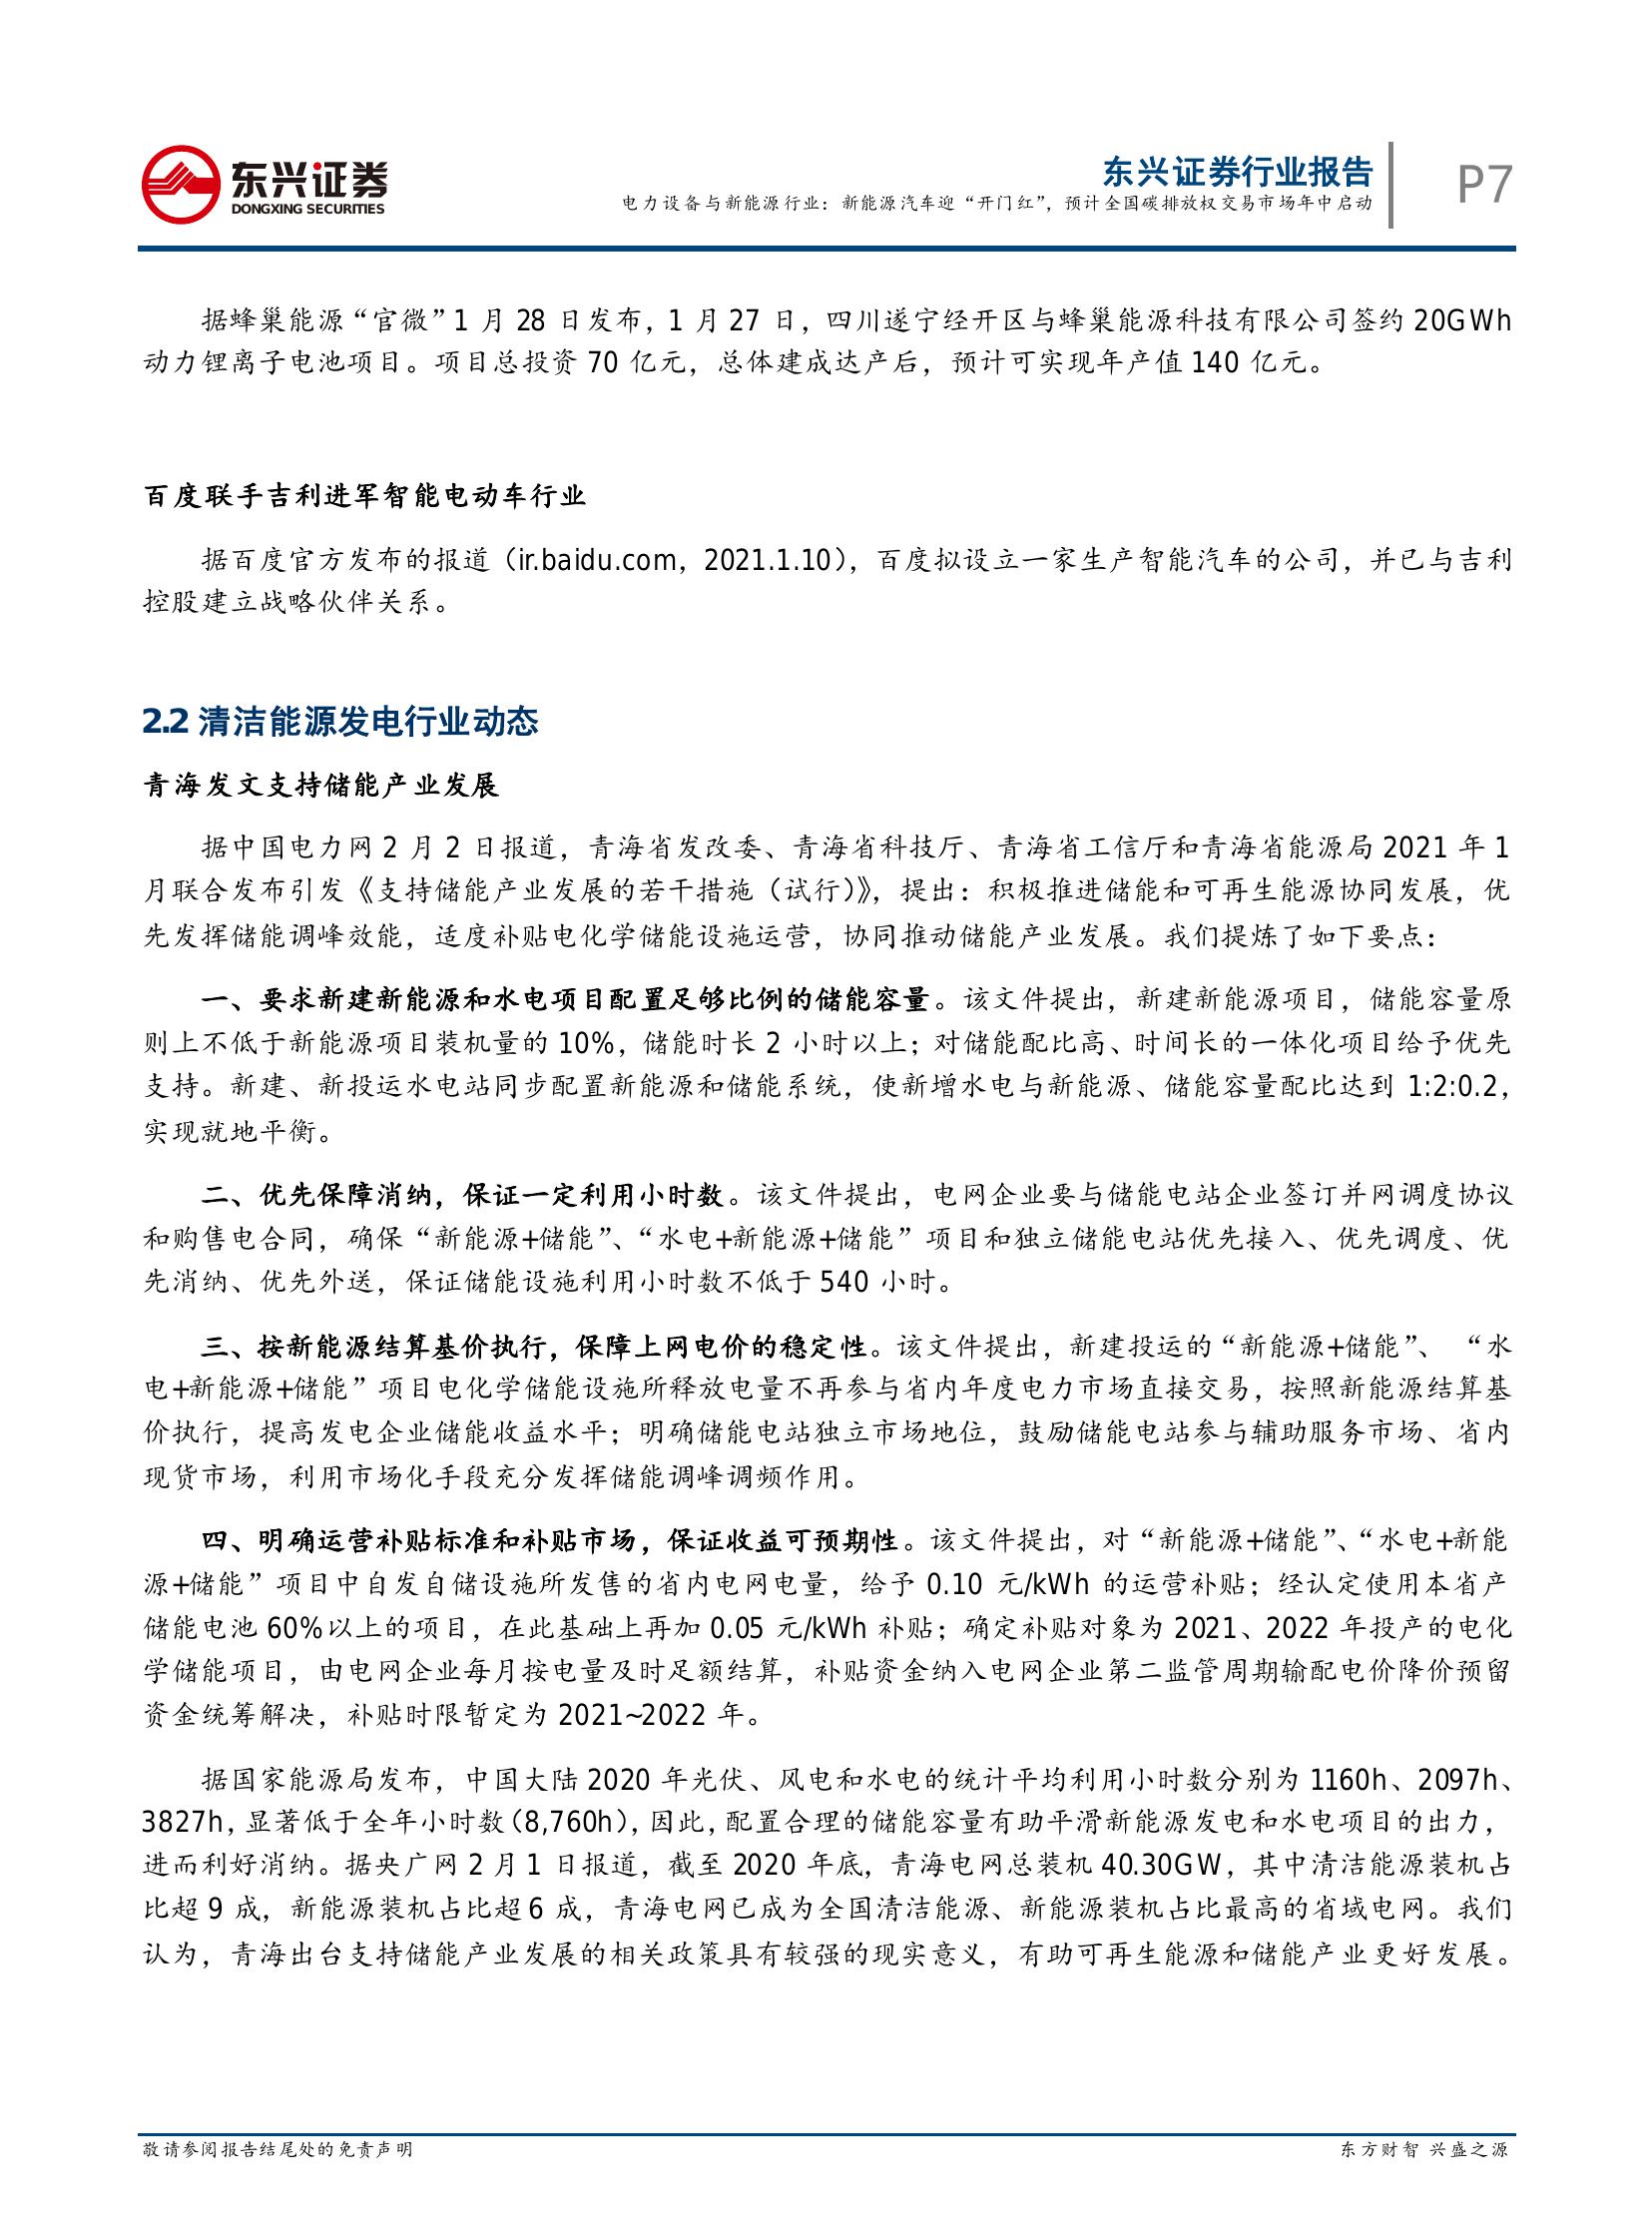 东兴证券
DONGXING SECURITIES
东兴证券行业报告
电力设备与新能源行业：新能源汽车迎“开门红”，预计全国碳排放权交易市场年中启动
P7
据蜂巢能源“官微”1 月 28 日发布，1 月 27 日，四川遂宁经开区与蜂巢能源科技有限公司签约 20GWh
动力锂离子电池项目。项目总投资 70 亿元，总体建成达产后，预计可实现年产值 140 亿元。
百度联手吉利进军智能电动车行业
据百度官方发布的报道（ir.baidu.com，2021.1.10），百度拟设立一家生产智能汽车的公司，并已与吉利
控股建立战略伙伴关系。
2.2 清洁能源发电行业动态
青海发文支持储能产业发展
据中国电力网 2 月 2 日报道，青海省发改委、青海省科技厅、青海省工信厅和青海省能源局 2021 年 1
月联合发布引发《支持储能产业发展的若干措施（试行）》，提出：积极推进储能和可再生能源协同发展，优
先发挥储能调峰效能，适度补贴电化学储能设施运营，协同推动储能产业发展。我们提炼了如下要点：
一、要求新建新能源和水电项目配置足够比例的储能容量。该文件提出，新建新能源项目，储能容量原
则上不低于新能源项目装机量的 10%，储能时长 2 小时以上；对储能配比高、时间长的一体化项目给予优先
支持。新建、新投运水电站同步配置新能源和储能系统，使新增水电与新能源、储能容量配比达到 1:2:0.2，
实现就地平衡。
二、优先保障消纳，保证一定利用小时数。该文件提出，电网企业要与储能电站企业签订并网调度协议
和购售电合同，确保“新能源+储能”、“水电+新能源+储能”项目和独立储能电站优先接入、优先调度、优
先消纳、优先外送，保证储能设施利用小时数不低于 540 小时。
三、按新能源结算基价执行，保障上网电价的稳定性。该文件提出，新建投运的“新能源+储能”、 “水
电+新能源+储能”项目电化学储能设施所释放电量不再参与省内年度电力市场直接交易，按照新能源结算基
价执行，提高发电企业储能收益水平；明确储能电站独立市场地位，鼓励储能电站参与辅助服务市场、省内
现货市场，利用市场化手段充分发挥储能调峰调频作用。
四、明确运营补贴标准和补贴市场，保证收益可预期性。该文件提出，对“新能源+储能”、“水电+新能
源+储能”项目中自发自储设施所发售的省内电网电量，给予 0.10 元/kWh 的运营补贴；经认定使用本省产
储能电池 60%以上的项目，在此基础上再加 0.05 元/kWh 补贴；确定补贴对象为 2021、2022 年投产的电化
学储能项目，由电网企业每月按电量及时足额结算，补贴资金纳入电网企业第二监管周期输配电价降价预留
资金统筹解决，补贴时限暂定为 2021~2022 年。
据国家能源局发布，中国大陆 2020 年光伏、风电和水电的统计平均利用小时数分别为 1160h、2097h、
3827h，显著低于全年小时数（8,760h），因此，配置合理的储能容量有助平滑新能源发电和水电项目的出力，
进而利好消纳。据央广网 2 月 1 日报道，截至 2020 年底，青海电网总装机 40.30GW，其中清洁能源装机占
比超 9 成，新能源装机占比超 6 成，青海电网已成为全国清洁能源、新能源装机占比最高的省域电网。我们
认为，青海出台支持储能产业发展的相关政策具有较强的现实意义，有助可再生能源和储能产业更好发展。
敬请参阅报告结尾处的免责声明
东方财智 兴盛之源